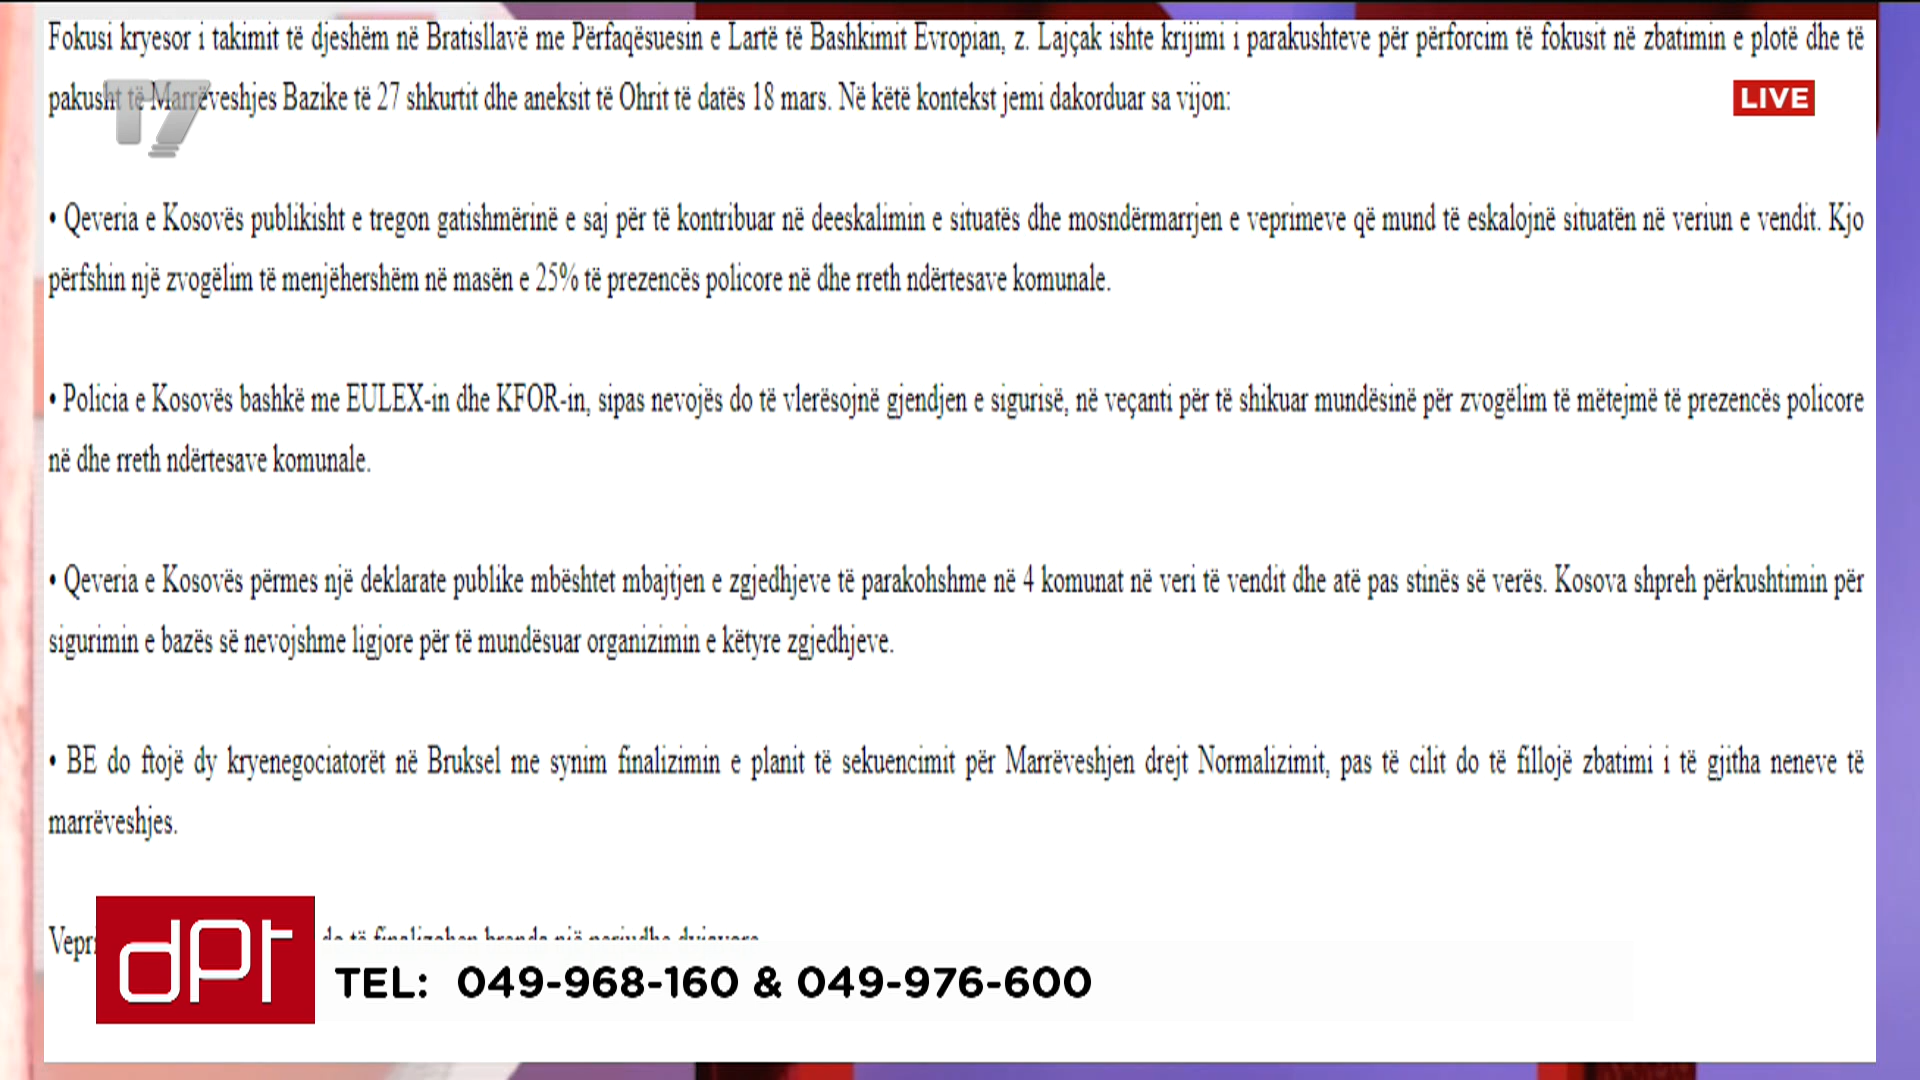 Fokusi kryesor i takimit të djeshëm në Bratisllavë me Përfaqësuesin e Lartë të Bashkimit Evropian, z. Lajçak ishte krijimi i parakushteve për përforcim të fokusit në zbatimin e plotë dhe të
pakusht të Marrëveshjes Bazike të 27 shkurtit dhe aneksit të Ohrit të datës 18 mars. Në këtë kontekst jemi dakorduar sa vijon:
T7
LIVE
• Qeveria e Kosovës publikisht e tregon gatishmërinë e saj për të kontribuar në deeskalimin e situatës dhe mosndërmarrjen e veprimeve që mund të eskalojnë situatën në veriun e vendit. Kjo
përfshin një zvogëlim të menjëhershëm në masën e 25% të prezencës policore në dhe rreth ndërtesave komunale.
• Policia e Kosovës bashkë me EULEX-in dhe KFOR-in, sipas nevojës do të vlerësojnë gjendjen e sigurisë, në veçanti për të shikuar mundësinë për zvogëlim të mëtejmë të prezencës policore
në dhe rreth ndërtesave komunale.
• Qeveria e Kosovës përmes një deklarate publike mbështet mbajtjen e zgjedhjeve të parakohshme në 4 komunat në veri të vendit dhe atë pas stinës së verës. Kosova shpreh përkushtimin për
sigurimin e bazës së nevojshme ligjore për të mundësuar organizimin e këtyre zgjedhjeve.
• BE do ftojë dy kryenegociatorët në Bruksel me synim finalizimin e planit të sekuencimit për Marrëveshjen drejt Normalizimit, pas të cilit do të fillojë zbatimi i të gjitha neneve të
marrëveshjes.
do të finalizohen brenda një periudhe dyjavore
dpt
TEL: 049-968-160 & 049-976-600